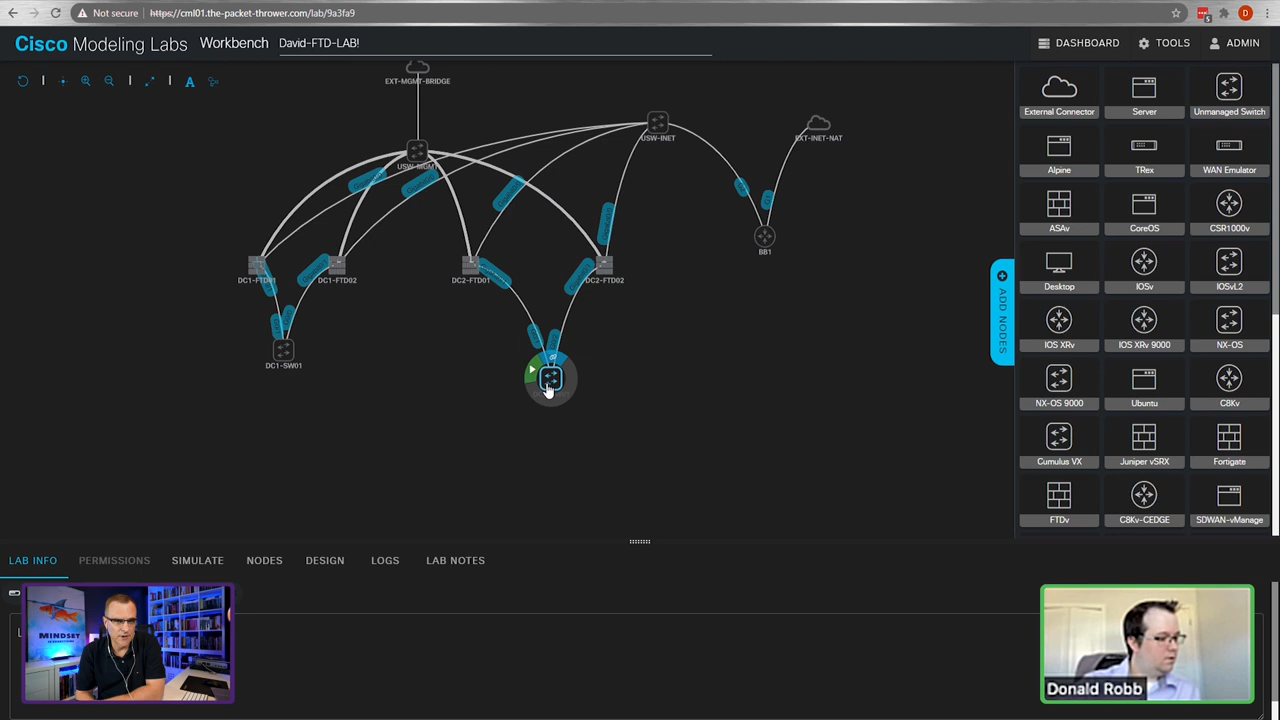 Not secure https://cml01.the-packet-thrower.com/lab/9a3fa9
5
D
Cisco Modeling Labs Workbench David-FTD-LAB!
DASHBOARD TOOLS ADMIN
A
EXT-MGMT-BRIDGE
USW-INET
EXT-INET-NAT
USW-MGMT
BB1
DC1-FTD01
DC1-FTD02
DC2-FTD01
DC2-FTD02
DC1-SW01
ADD NODES
External Connector Server Unmanaged Switch
Alpine TRex WAN Emulator
ASAv CoreOS CSR1000v
Desktop IOSv IOSvL2
IOS XRv IOS XRv 9000 NX-OS
NX-OS 9000 Ubuntu C8Kv
Cumulus VX Juniper vSRX Fortigate
FTDv C8Kv-CEDGE SDWAN-vManage
LAB INFO PERMISSIONS SIMULATE NODES DESIGN LOGS LAB NOTES
MINDSET
Donald Robb